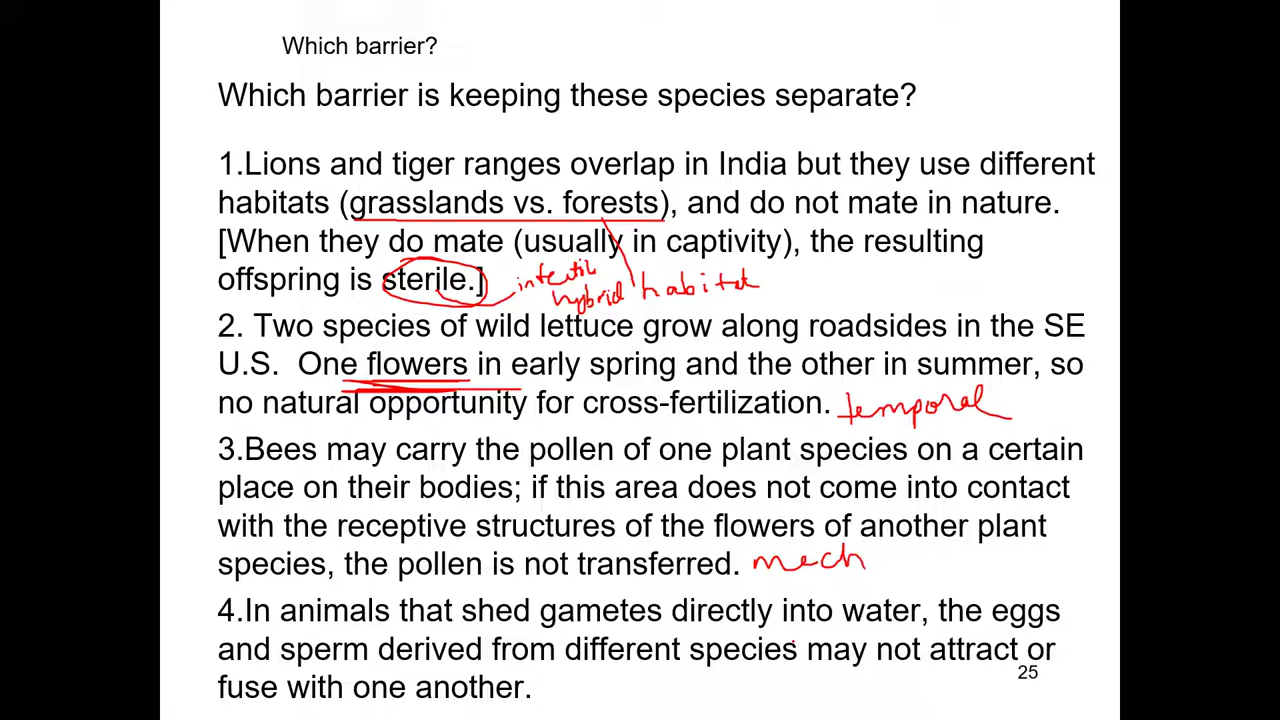 Which barrier?
Which barrier is keeping these species separate?
1.Lions and tiger ranges overlap in India but they use different
habitats (grasslands vs. forests), and do not mate in nature.
[When they do mate (usually in captivity), the resulting
offspring is sterile.]
infertil
hybrid
habitat
2. Two species of wild lettuce grow along roadsides in the SE
U.S. One flowers in early spring and the other in summer, so
no natural opportunity for cross-fertilization. temporal
3.Bees may carry the pollen of one plant species on a certain
place on their bodies; if this area does not come into contact
with the receptive structures of the flowers of another plant
species, the pollen is not transferred. mech
4.In animals that shed gametes directly into water, the eggs
and sperm derived from different species may not attract or
fuse with one another.
25